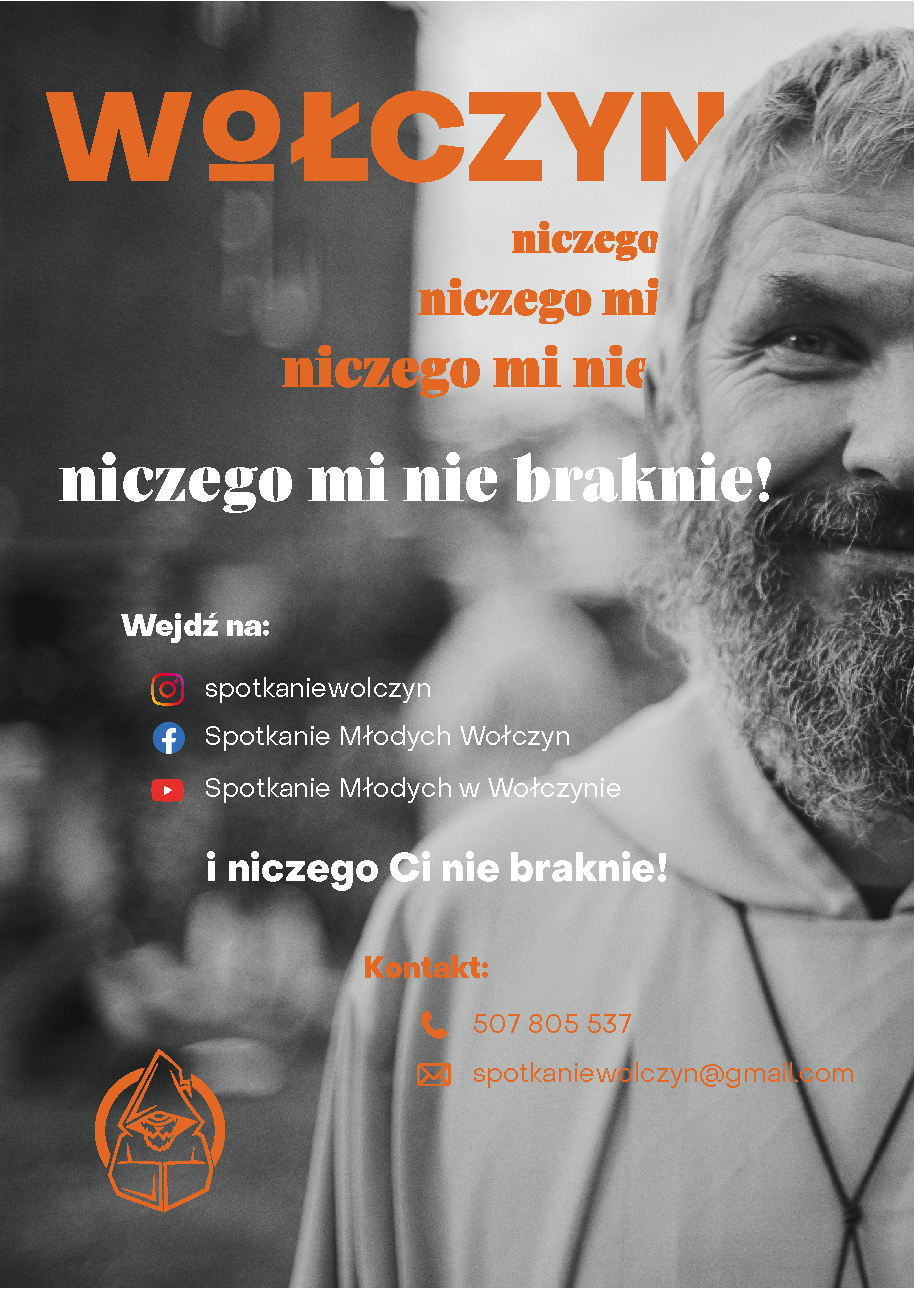 WOŁCZYN
niczego
niczego mi
niczego mi nie
niczego mi nie braknie!
Wejdź na:
spotkaniewolczyn
Spotkanie Młodych Wołczyn
Spotkanie Młodych w Wołczynie
i niczego Ci nie braknie!
Kontakt:
507 805 537
spotkaniewolczyn@gmail.com